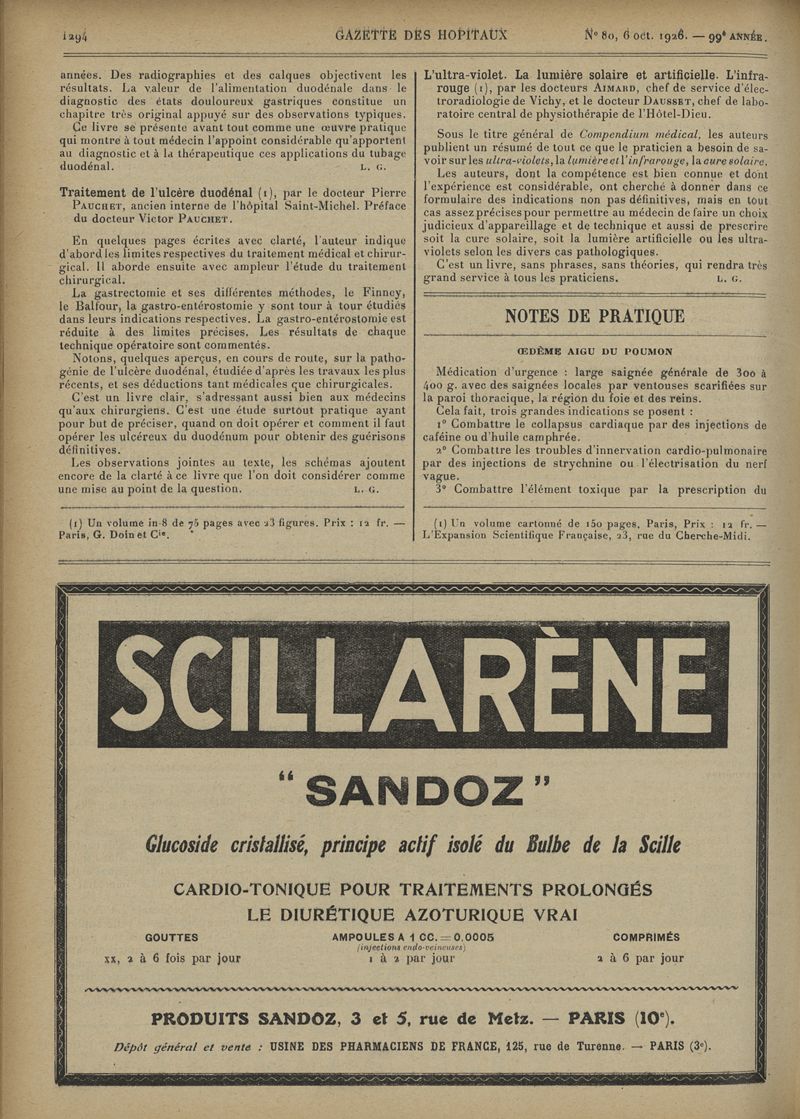 1294
GAZETTE DES HOPITAUX
N° 80, 6 oct. 1926. — 99e ANNÉE.
années. Des radiographies et des calques objectivent les
résultats. La valeur de l'alimentation duodénale dans le
diagnostic des états douloureux gastriques constitue un
chapitre très original appuyé sur des observations typiques.
Ce livre se présente avant tout comme une œuvre pratique
qui montre à tout médecin l'appoint considérable qu'apportent
au diagnostic et à la thérapeutique ces applications du tubage
duodénal. L. G.
Traitement de l'ulcère duodénal (1), par le docteur Pierre
PAUCHET, ancien interne de l'hôpital Saint-Michel. Préface
du docteur Victor PAUCHET.
En quelques pages écrites avec clarté, l'auteur indique
d'abord les limites respectives du traitement médical et chirur-
gical. Il aborde ensuite avec ampleur l'étude du traitement
chirurgical.
La gastrectomie et ses différentes méthodes, le Finney,
le Balfour, la gastro-entérostomie y sont tour à tour étudiés
dans leurs indications respectives. La gastro-entérostomie est
réduite à des limites précises. Les résultats de chaque
technique opératoire sont commentés.
Notons, quelques aperçus, en cours de route, sur la patho-
génie de l'ulcère duodénal, étudiée d'après les travaux les plus
récents, et ses déductions tant médicales que chirurgicales.
C'est un livre clair, s'adressant aussi bien aux médecins
qu'aux chirurgiens. C'est une étude surtout pratique ayant
pour but de préciser, quand on doit opérer et comment il faut
opérer les ulcéreux du duodénum pour obtenir des guérisons
définitives.
Les observations jointes au texte, les schémas ajoutent
encore de la clarté à ce livre que l'on doit considérer comme
une mise au point de la question. L. G.
(1) Un volume in-8 de 75 pages avec 23 figures. Prix : 12 fr. —
Paris, G. Doin et Cie.
L'ultra-violet. La lumière solaire et artificielle. L'infra-
rouge (1), par les docteurs AIMARD, chef de service d'élec-
troradiologie de Vichy, et le docteur DAUSSET, chef de labo-
ratoire central de physiothérapie de l'Hôtel-Dieu.
Sous le titre général de Compendium médical, les auteurs
publient un résumé de tout ce que le praticien a besoin de sa-
voir sur les ultra-violets, la lumière et l'infrarouge, la cure solaire.
Les auteurs, dont la compétence est bien connue et dont
l'expérience est considérable, ont cherché à donner dans ce
formulaire des indications non pas définitives, mais en tout
cas assez précises pour permettre au médecin de faire un choix
judicieux d'appareillage et de technique et aussi de prescrire
soit la cure solaire, soit la lumière artificielle ou les ultra-
violets selon les divers cas pathologiques.
C'est un livre, sans phrases, sans théories, qui rendra très
grand service à tous les praticiens. L. G.
NOTES DE PRATIQUE
ŒDÈME AIGU DU POUMON
Médication d'urgence : large saignée générale de 300 à
400 g. avec des saignées locales par ventouses scarifiées sur
la paroi thoracique, la région du foie et des reins.
Cela fait, trois grandes indications se posent :
1° Combattre le collapsus cardiaque par des injections de
caféine ou d'huile camphrée.
2° Combattre les troubles d'innervation cardio-pulmonaire
par des injections de strychnine ou l'électrisation du nerf
vague.
3° Combattre l'élément toxique par la prescription du
(1) Un volume cartonné de 150 pages, Paris, Prix : 12 fr. —
L'Expansion Scientifique Française, 23, rue du Cherche-Midi.
SCILLARÈNE
“SANDOZ”
Glucoside cristallisé, principe actif isolé du Bulbe de la Scille
CARDIO-TONIQUE POUR TRAITEMENTS PROLONGÉS
LE DIURÉTIQUE AZOTURIQUE VRAI
GOUTTES
xx, 2 à 6 fois par jour
AMPOULES A 1 CC. = 0,0005
(injections endo-veineuses)
1 à 2 par jour
COMPRIMÉS
2 à 6 par jour
PRODUITS SANDOZ, 3 et 5, rue de Metz. — PARIS (10e).
Dépôt général et vente : USINE DES PHARMACIENS DE FRANCE, 125, rue de Turenne. — PARIS (3e).